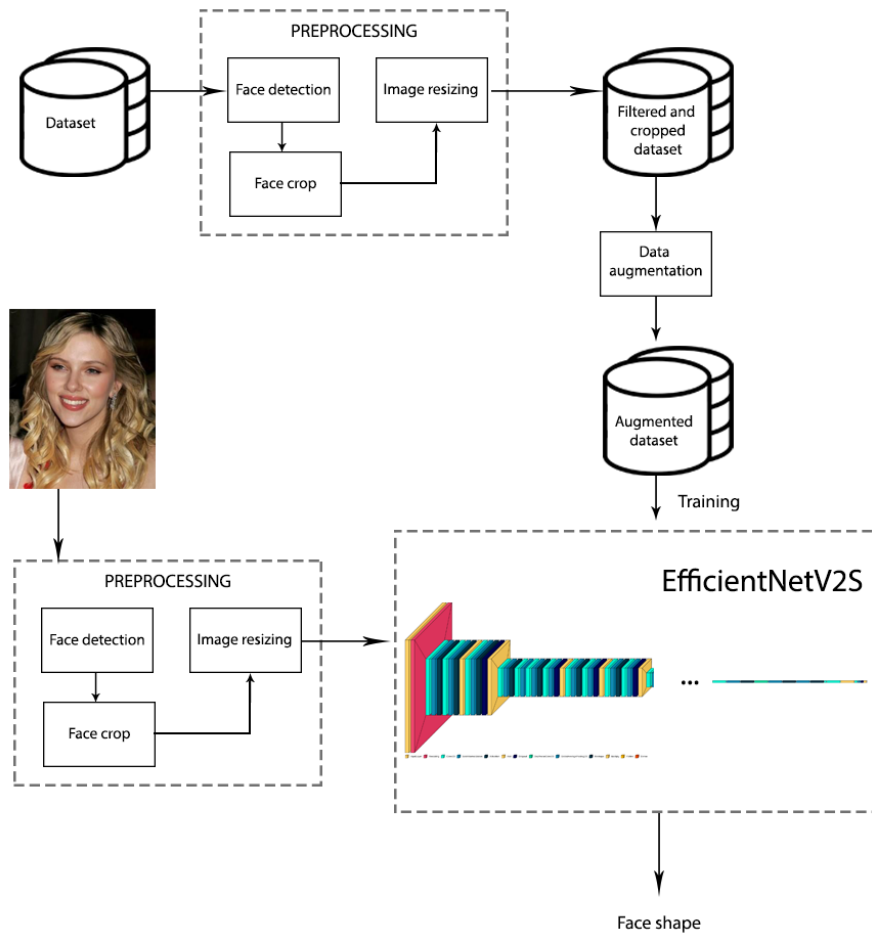 PREPROCESSING
Dataset
Face detection
Image resizing
Face crop
Filtered and
cropped
dataset
Data
augmentation
Augmented
dataset
Training
PREPROCESSING
Face detection
Image resizing
Face crop
EfficientNetV2S
...
Face shape